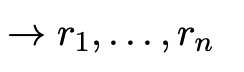 → r₁, . . . , rₙ